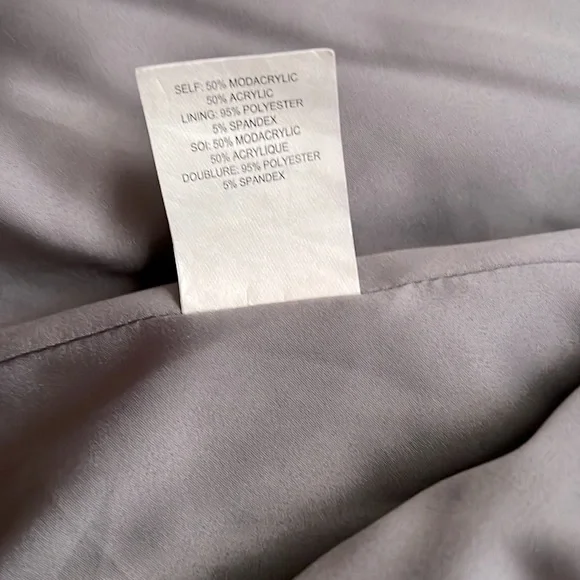 SELF: 50% MODACRYLIC
50% ACRYLIC
LINING: 95% POLYESTER
5% SPANDEX
SOI: 50% MODACRYLIC
50% ACRYLIQUE
DOUBLURE: 95% POLYESTER
5% SPANDEX